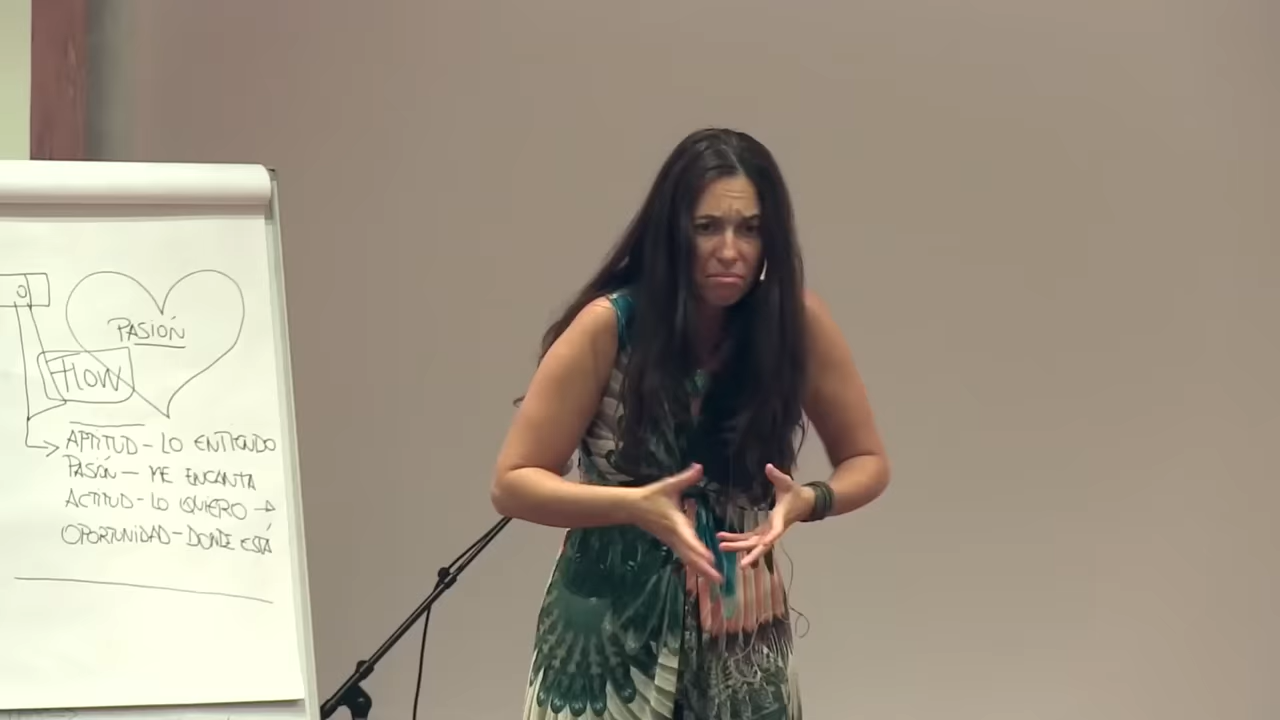 PASIÓN
FLOW
APTITUD - LO ENTIENDO
PASIÓN - ME ENCANTA
ACTITUD - LO QUIERO →
OPORTUNIDAD - DONDE ESTÁ